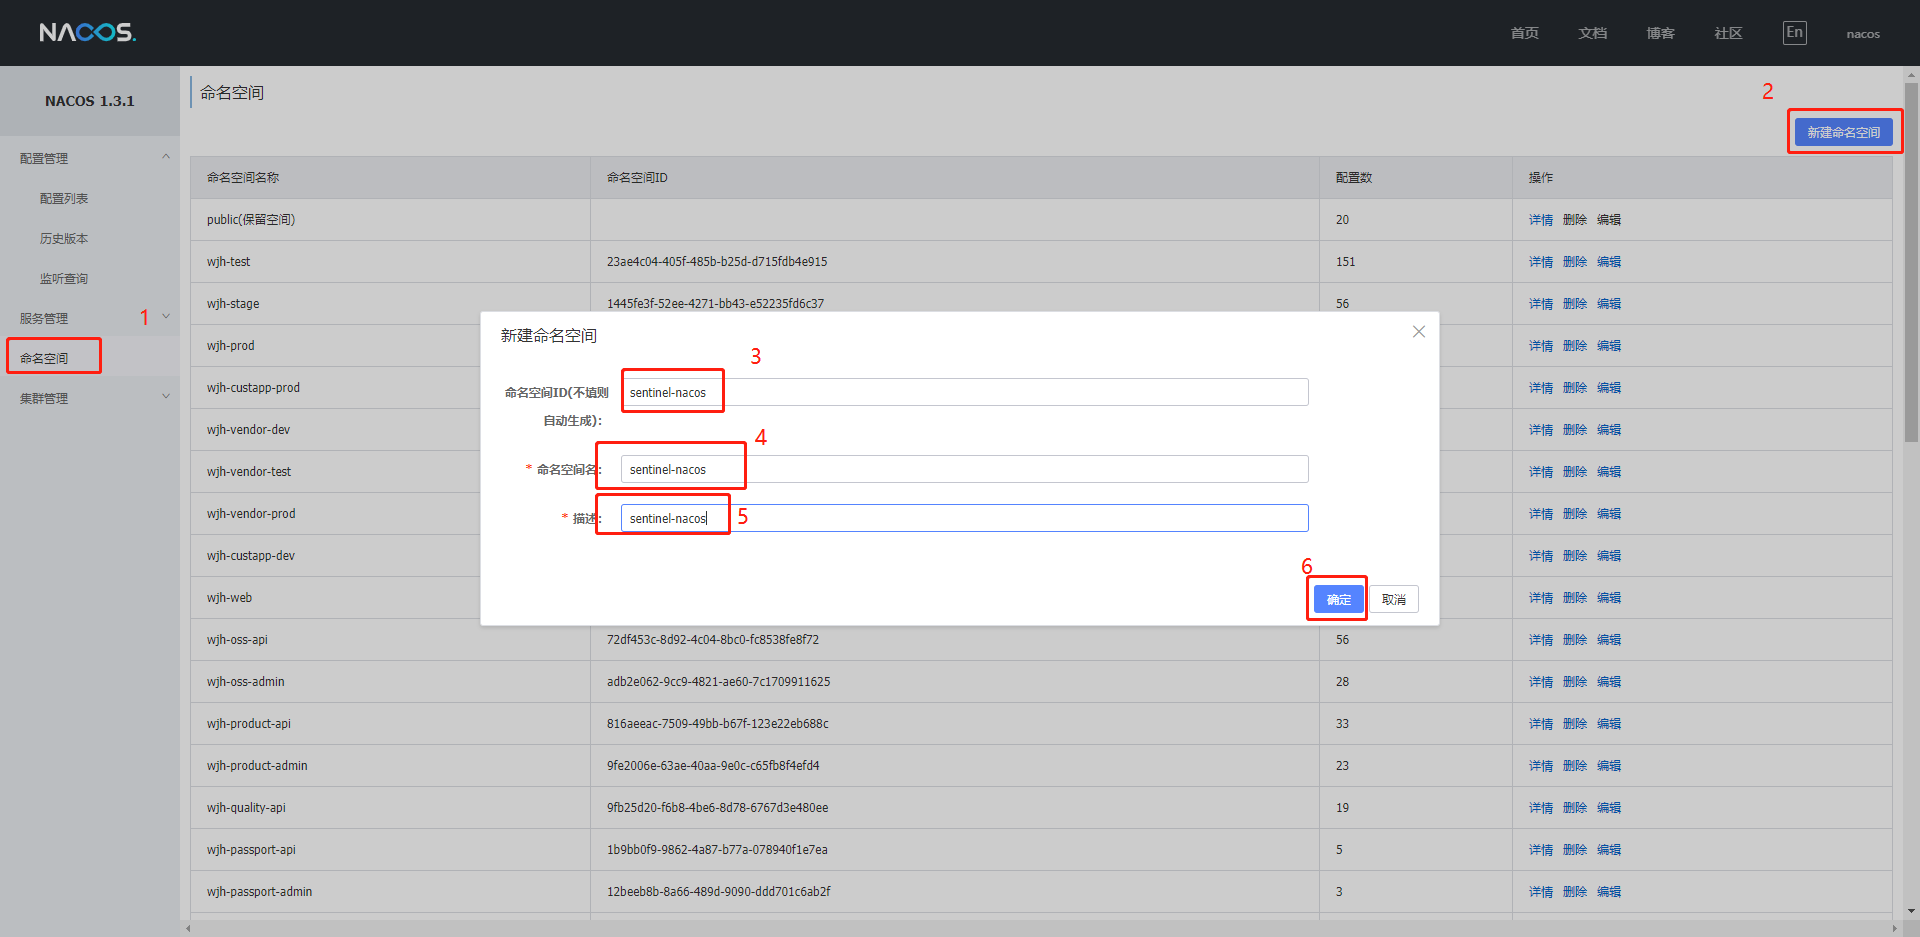 NACOS.
首页 文档 博客 社区 En nacos
NACOS 1.3.1
配置管理
配置列表
历史版本
监听查询
服务管理 1
命名空间
集群管理
命名空间
2
新建命名空间
命名空间名称 命名空间ID 配置数 操作
public(保留空间) 20 详情 删除 编辑
wjh-test 23ae4c04-405f-485b-b25d-d715fdb4e915 151 详情 删除 编辑
wjh-stage 1445fe3f-52ee-4271-bb43-e52235fd6c37 56 详情 删除 编辑
wjh-prod 详情 删除 编辑
wjh-custapp-prod 详情 删除 编辑
wjh-vendor-dev 详情 删除 编辑
wjh-vendor-test 详情 删除 编辑
wjh-vendor-prod 详情 删除 编辑
wjh-custapp-dev 详情 删除 编辑
wjh-web 详情 删除 编辑
wjh-oss-api 72df453c-8d92-4c04-8bc0-fc8538fe8f72 56 详情 删除 编辑
wjh-oss-admin adb2e062-9cc9-4821-ae60-7c1709911625 28 详情 删除 编辑
wjh-product-api 816aeeac-7509-49bb-b67f-123e22eb688c 33 详情 删除 编辑
wjh-product-admin 9fe2006e-63ae-40aa-9e0c-c65fb8f4efd4 23 详情 删除 编辑
wjh-quality-api 9fb25d20-f6b8-4be6-8d78-6767d3e480ee 19 详情 删除 编辑
wjh-passport-api 1b9bb0f9-9862-4a87-b77a-078940f1e7ea 5 详情 删除 编辑
wjh-passport-admin 12beeb8b-8a66-489d-9090-ddd701c6ab2f 3 详情 删除 编辑
新建命名空间
3
命名空间ID(不填则
自动生成): sentinel-nacos
4
* 命名空间名: sentinel-nacos
* 描述: sentinel-nacos 5
6
确定 取消